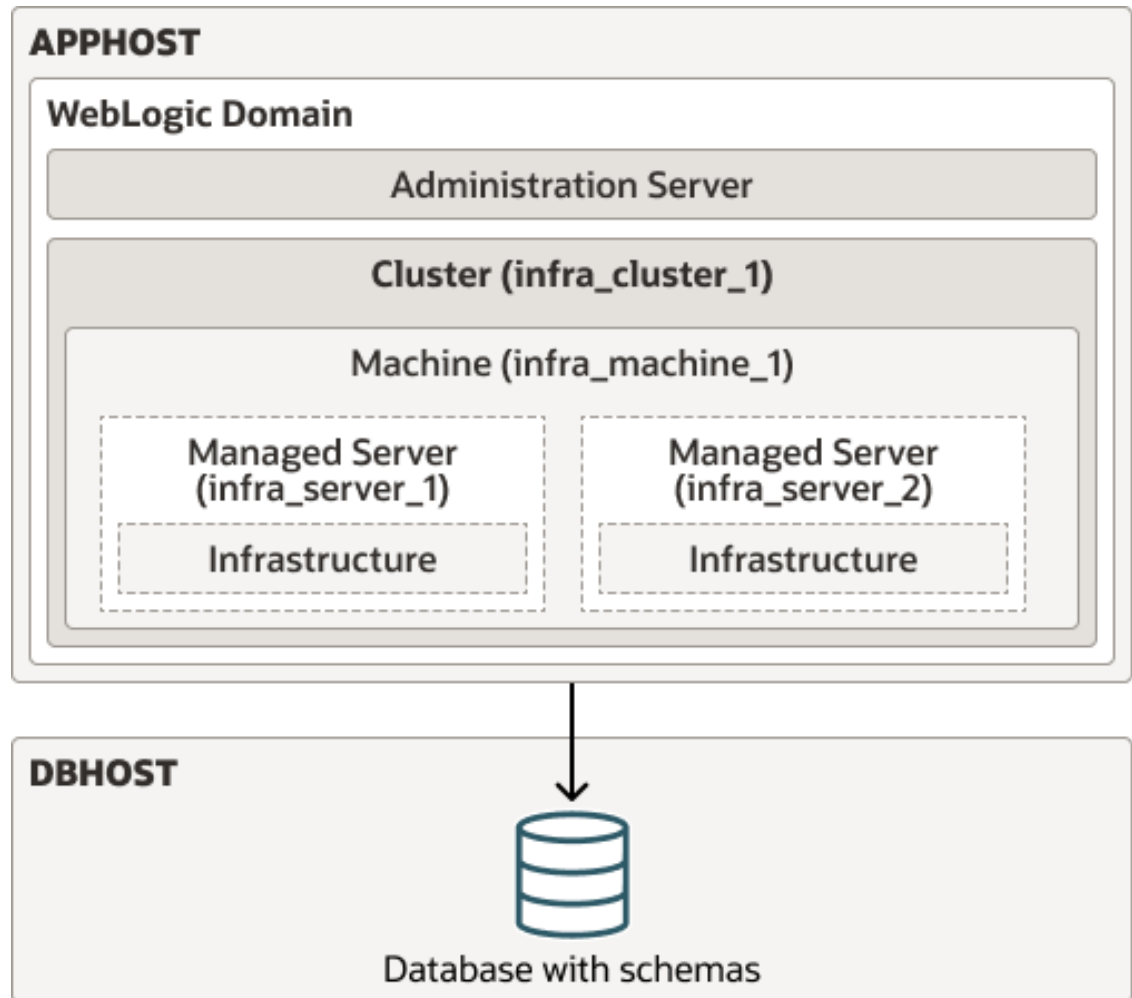 APPHOST
WebLogic Domain
Administration Server
Cluster (infra_cluster_1)
Machine (infra_machine_1)
Managed Server
(infra_server_1)
Infrastructure
Managed Server
(infra_server_2)
Infrastructure
DBHOST
Database with schemas